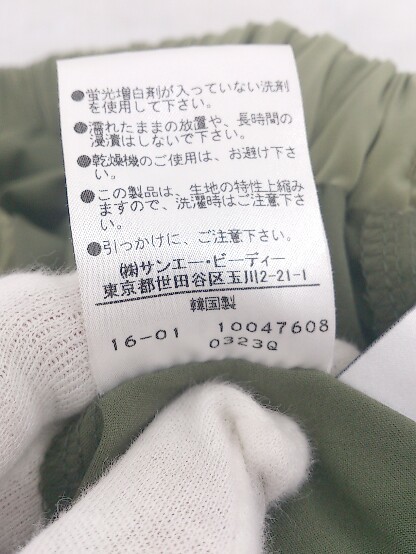 ●蛍光増白剤が入っていない洗剤
を使用して下さい。
●濡れたままの放置や、長時間の
浸漬はしないで下さい。
●乾燥機のご使用は、お避け下さ
い。
●この製品は、生地の特性上縮み
ますので、洗濯時はご注意下さ
い。
●引っかけに、ご注意下さい。
㈱サンエー・ビーディー
東京都世田谷区玉川2-21-1
韓国製
16-01 10047608
0323Q